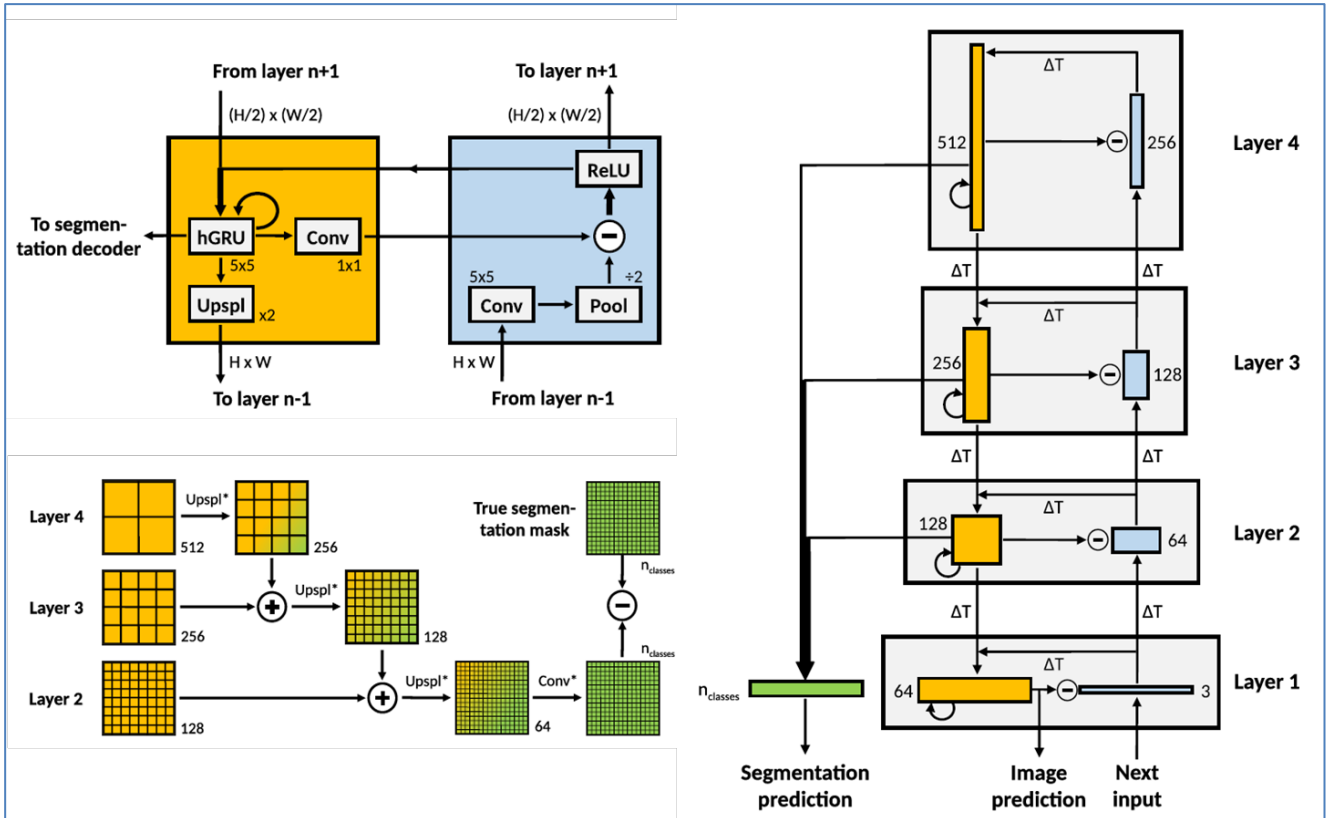 From layer n+1
To layer n+1
(H/2) x (W/2)
(H/2) x (W/2)
ReLU
To segmen-
tation decoder
hGRU
5x5
Conv
1x1
Upspl
x2
5x5
Conv
÷2
Pool
H x W
H x W
To layer n-1
From layer n-1
Layer 4
512
Upspl*
256
True segmen-
tation mask
nclasses
Layer 3
256
Upspl*
128
nclasses
Layer 2
128
Upspl*
64
Conv*
ΔT
512
256
Layer 4
ΔT
ΔT
ΔT
256
128
Layer 3
ΔT
ΔT
ΔT
128
64
Layer 2
ΔT
ΔT
ΔT
nclasses
64
3
Layer 1
Segmentation
prediction
Image
prediction
Next
input